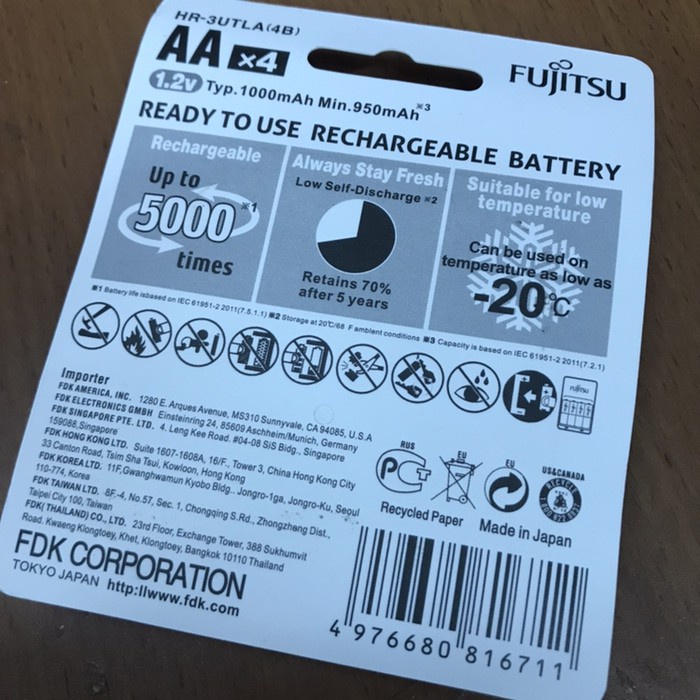 HR-3UTLA(4B)
AA x4
FUJITSU
1.2V Typ.1000mAh Min.950mAh※3
READY TO USE RECHARGEABLE BATTERY
Rechargeable
Up to
5000※1
times
Always Stay Fresh
Low Self-Discharge ※2
Retains 70%
after 5 years
Suitable for low
temperature
Can be used on
temperature as low as
-20℃
※1 Battery life isbased on IEC 61951-2 2011(7.5.1.1) ※2 Storage at 20℃/68 F ambient conditions ※3 Capacity is based on IEC 61951-2 2011(7.2.1)
FUJITSU
Importer
FDK AMERICA, INC. 1280 E. Arques Avenue, MS310 Sunnyvale, CA 94085, U.S.A
FDK ELECTRONICS GMBH Einsteinring 24, 85609 Aschheim/Munich, Germany
FDK SINGAPORE PTE. LTD. 4. Leng Kee Road. #04-08 SiS Bldg., Singapore
159088,Singapore
FDK HONG KONG LTD. Suite 1607-1608A, 16/F., Tower 3, China Hong Kong City
33 Canton Road, Tsim Sha Tsui, Kowloon, Hong Kong
FDK KOREA LTD. 11F,Gwanghwamun Kyobo Bldg.. Jongro-1ga, Jongro-Ku, Seoul
110-774, Korea
FDK TAIWAN LTD. 8F.-4, No.57, Sec. 1, Chongqing S.Rd., Zhongzheng Dist.,
Taipei City 100, Taiwan
FDK( THAILAND) CO., LTD. 23rd Floor, Exchange Tower, 388 Sukhumvit
Road. Kwaeng Klongtoey, Khet, Klongtoey, Bangkok 10110 Thailand
FDK CORPORATION
TOKYO JAPAN http://www.fdk.com
RUS
EU
EU
US&CANADA
Recycled Paper
Made in Japan
4 976680 816711